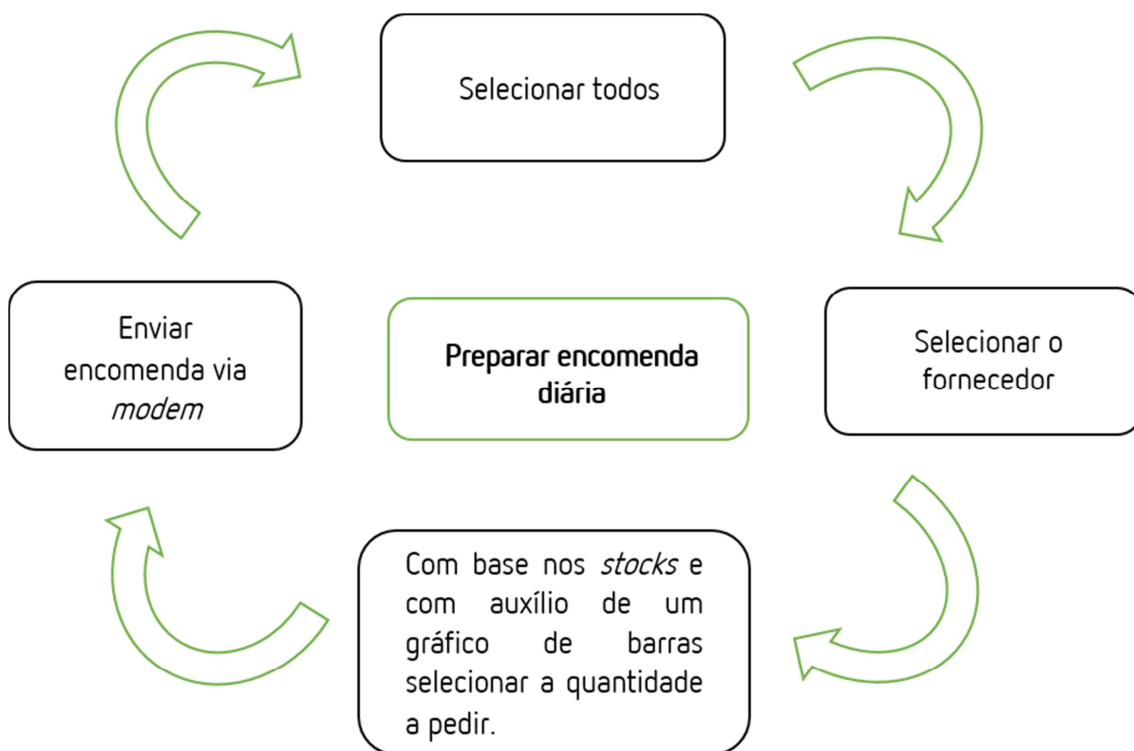 Selecionar todos
Enviar
encomenda via
modem
Preparar encomenda
diária
Selecionar o
fornecedor
Com base nos stocks e
com auxílio de um
gráfico de barras
selecionar a quantidade
a pedir.